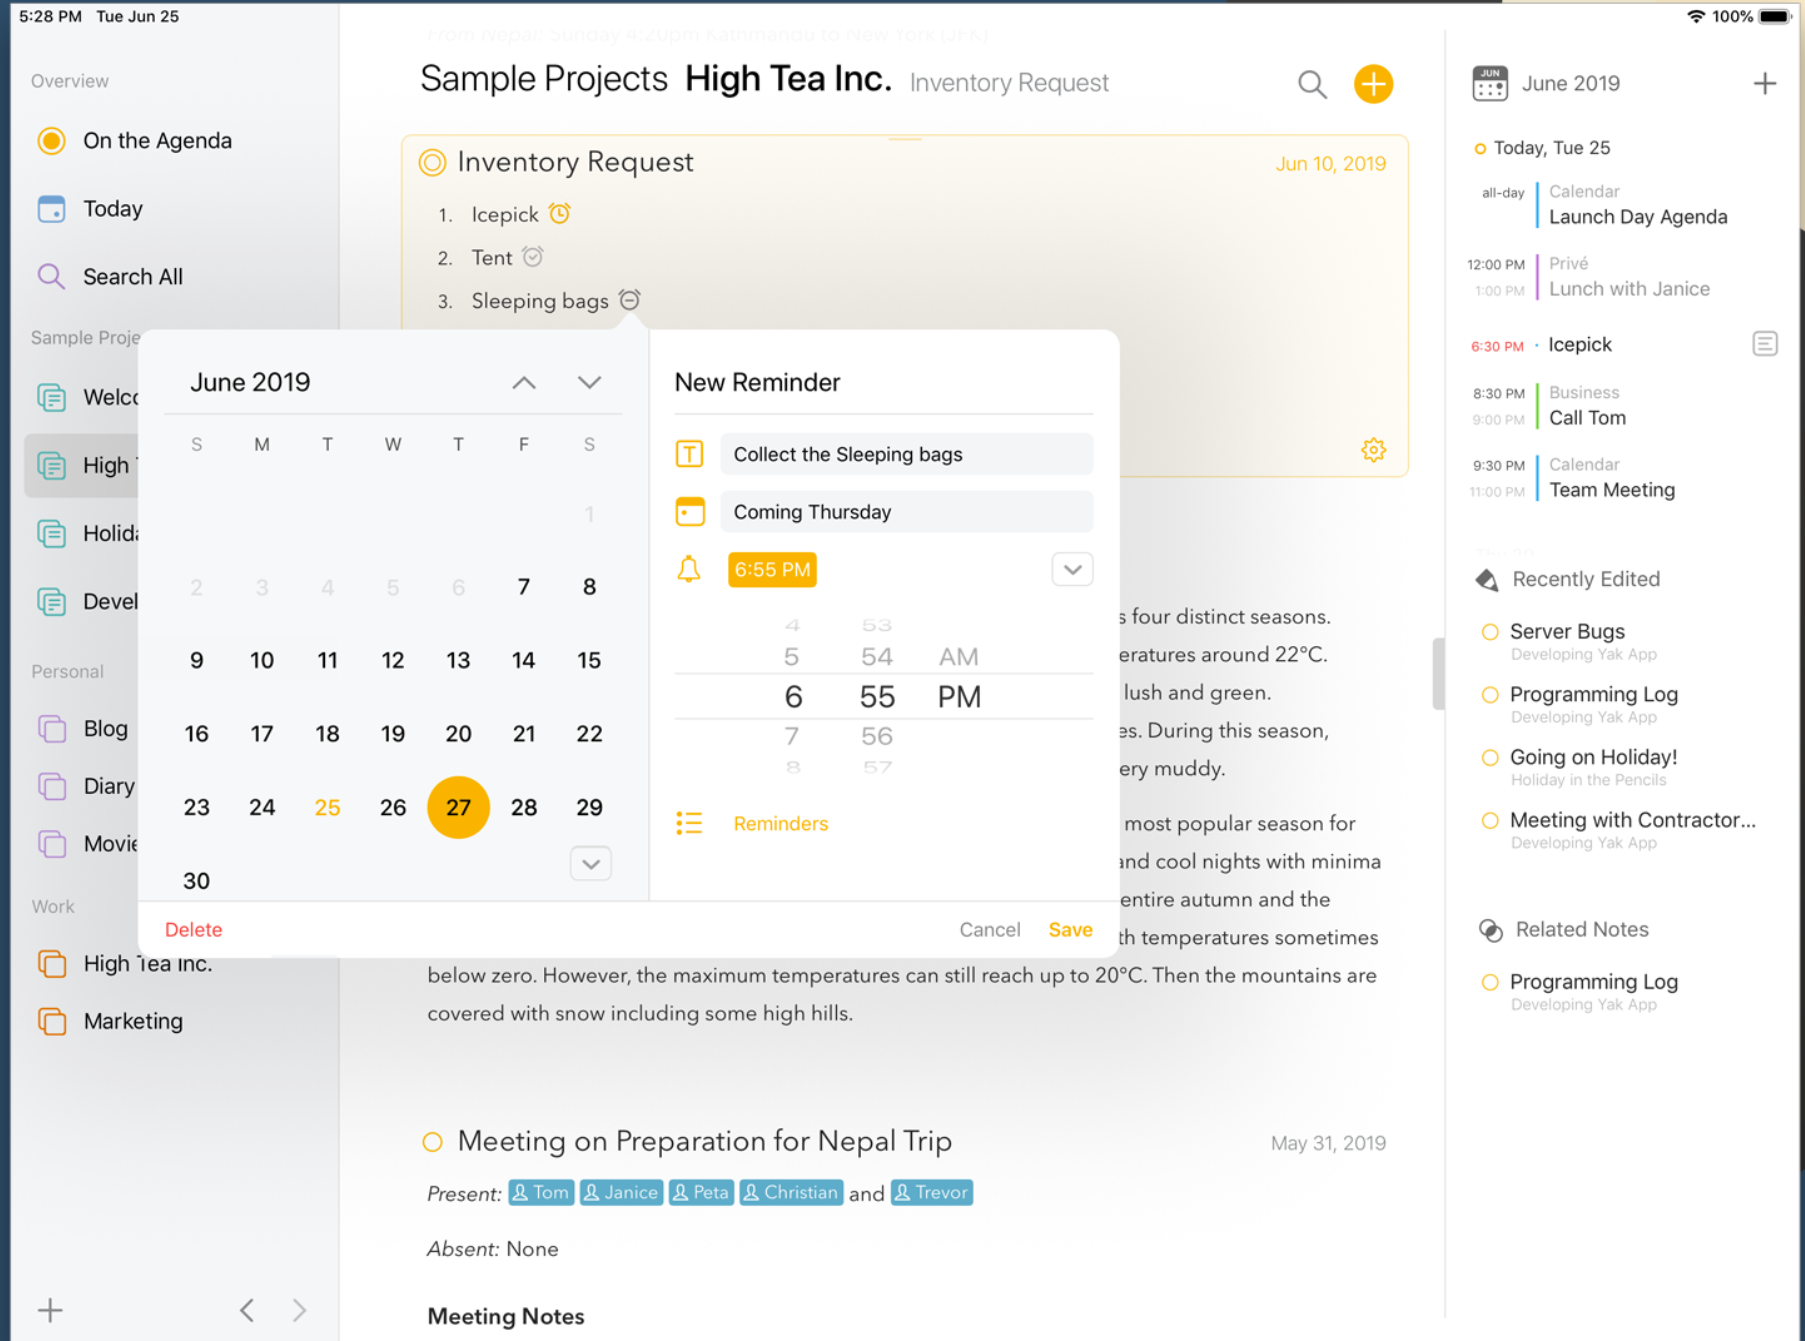 5:28 PM Tue Jun 25
100%
Overview
On the Agenda
Today
Search All
Sample Proje
Welco
High T
Holida
Devel
Personal
Blog
Diary
Movie
Work
High Tea Inc.
Marketing
From Nepal: Sunday 4:20pm Kathmandu to New York (JFK)
Sample Projects High Tea Inc. Inventory Request
Inventory Request
Jun 10, 2019
1. Icepick
2. Tent
3. Sleeping bags
June 2019
S M T W T F S
1
2 3 4 5 6 7 8
9 10 11 12 13 14 15
16 17 18 19 20 21 22
23 24 25 26 27 28 29
30
New Reminder
T
Collect the Sleeping bags
Coming Thursday
6:55 PM
4 53
5 54 AM
6 55 PM
7 56
8 57
Reminders
Delete
Cancel Save
s four distinct seasons.
eratures around 22°C.
lush and green.
es. During this season,
ery muddy.
most popular season for
and cool nights with minima
entire autumn and the
th temperatures sometimes
below zero. However, the maximum temperatures can still reach up to 20°C. Then the mountains are
covered with snow including some high hills.
Meeting on Preparation for Nepal Trip
May 31, 2019
Present: Tom Janice Peta Christian and Trevor
Absent: None
Meeting Notes
JUN
June 2019
Today, Tue 25
all-day Calendar
Launch Day Agenda
12:00 PM Privé
1:00 PM Lunch with Janice
6:30 PM · Icepick
8:30 PM Business
9:00 PM Call Tom
9:30 PM Calendar
11:00 PM Team Meeting
Recently Edited
Server Bugs
Developing Yak App
Programming Log
Developing Yak App
Going on Holiday!
Holiday in the Pencils
Meeting with Contractor...
Developing Yak App
Related Notes
Programming Log
Developing Yak App